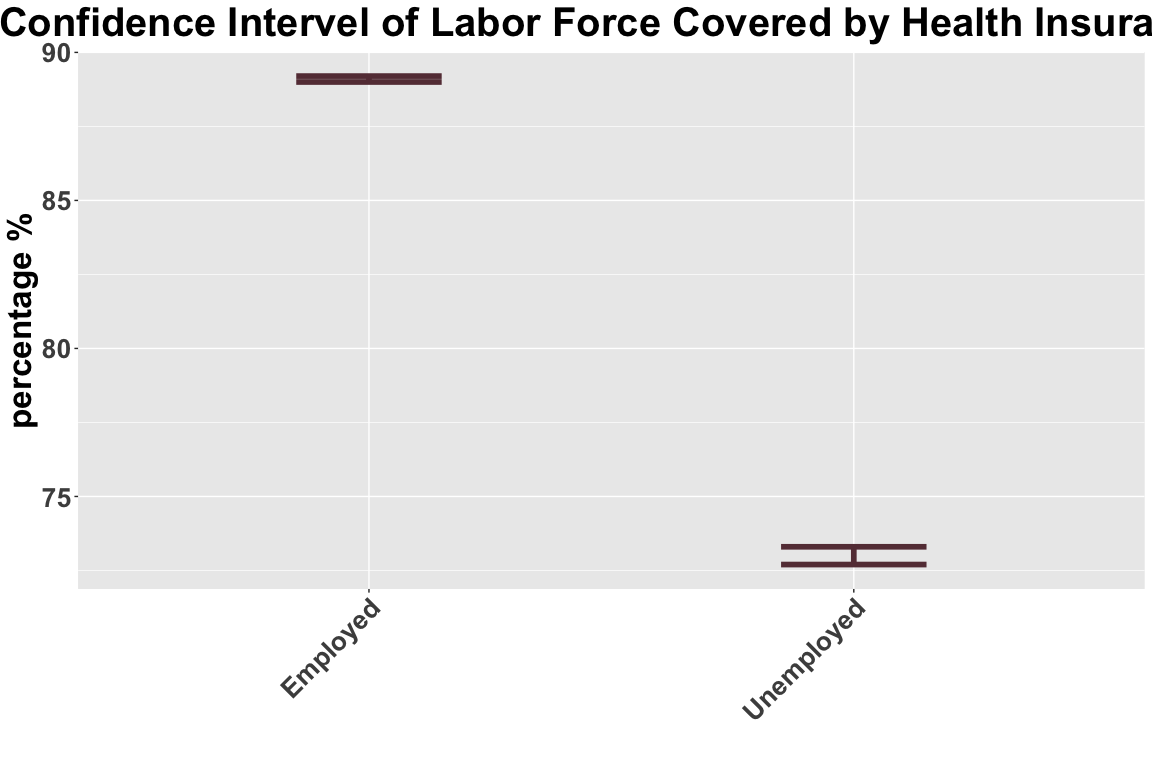 Confidence Intervel of Labor Force Covered by Health Insura
90
85
80
75
percentage %
Employed
Unemployed